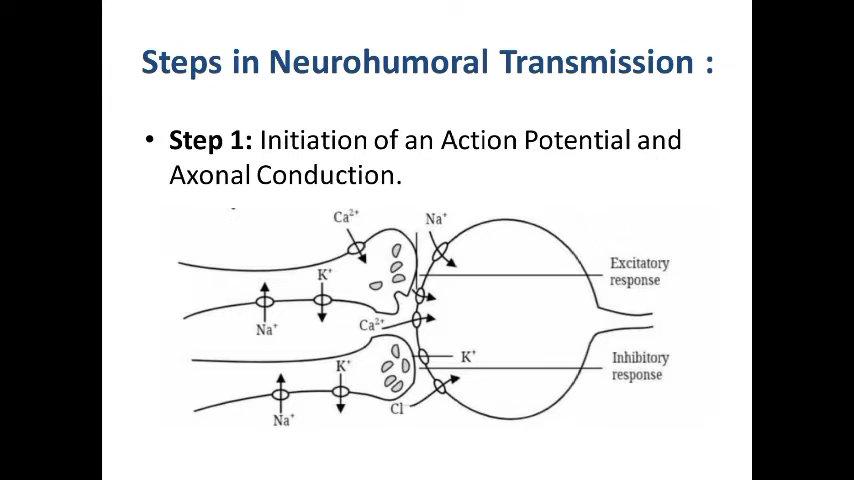 Steps in Neurohumoral Transmission :
• Step 1: Initiation of an Action Potential and
Axonal Conduction.
Ca²⁺
Na⁺
K⁺
Excitatory
response
Na⁺
Ca²⁺
K⁺
K⁺
Inhibitory
response
Cl
Na⁺